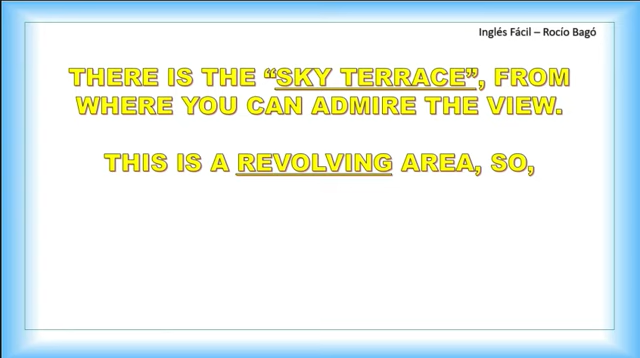 Inglés Fácil – Rocío Bagó
THERE IS THE “SKY TERRACE”, FROM
WHERE YOU CAN ADMIRE THE VIEW.
THIS IS A REVOLVING AREA, SO,